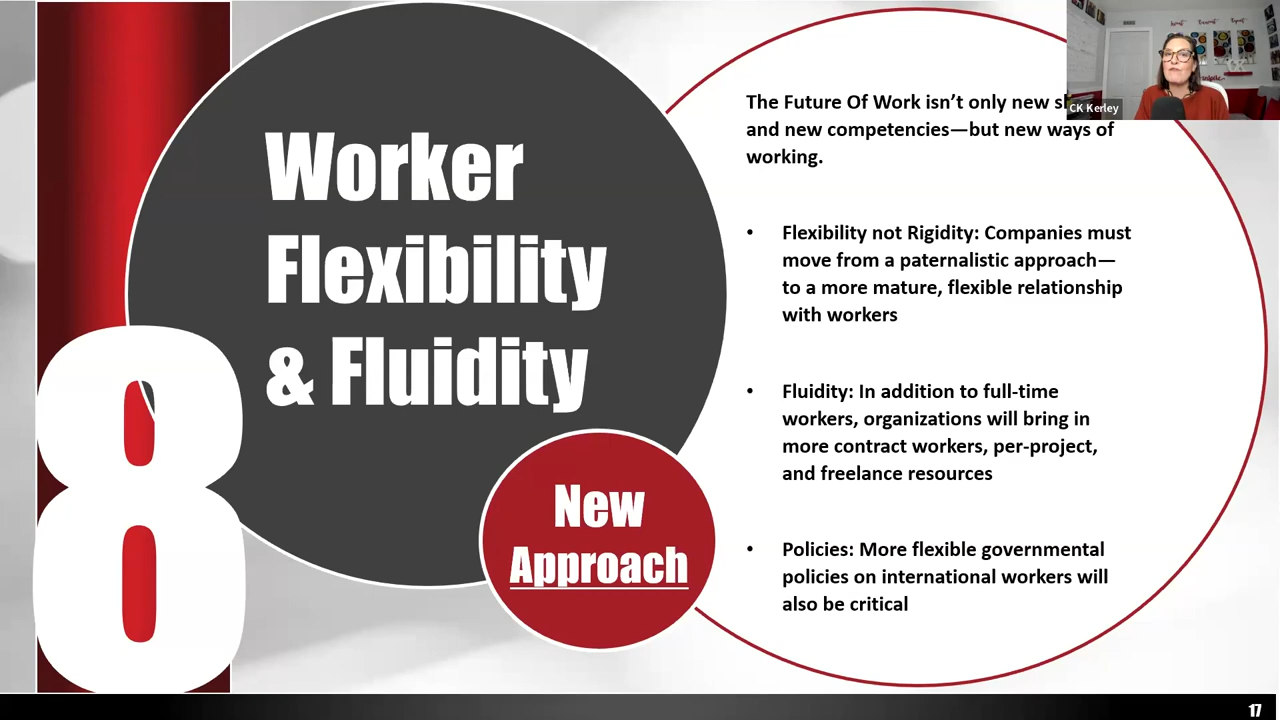 Worker
Flexibility
& Fluidity
8
New
Approach
The Future Of Work isn’t only new
and new competencies—but new ways of
working.
• Flexibility not Rigidity: Companies must
move from a paternalistic approach—
to a more mature, flexible relationship
with workers
• Fluidity: In addition to full-time
workers, organizations will bring in
more contract workers, per-project,
and freelance resources
• Policies: More flexible governmental
policies on international workers will
also be critical
CK Kerley
17